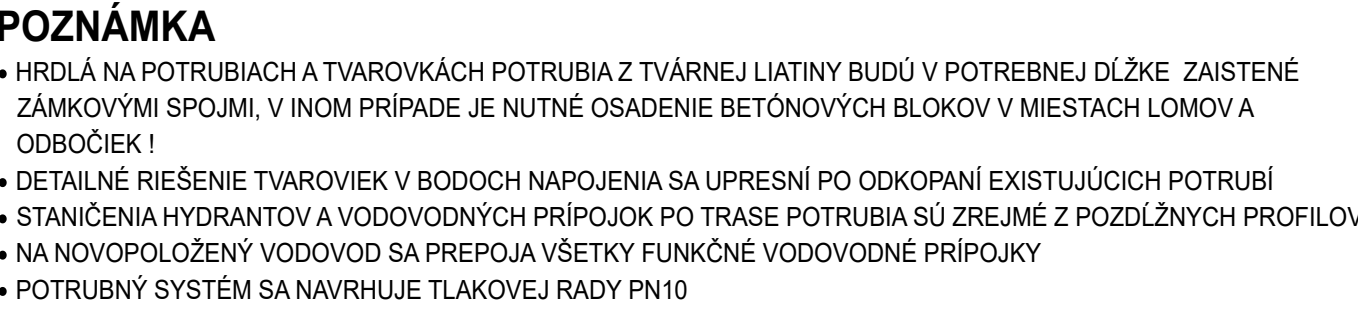 POZNÁMKA
• HRDLÁ NA POTRUBIACH A TVAROVKÁCH POTRUBIA Z TVÁRNEJ LIATINY BUDÚ V POTREBNEJ DĹŽKE ZAISTENÉ
ZÁMKOVÝMI SPOJMI, V INOM PRÍPADE JE NUTNÉ OSADENIE BETÓNOVÝCH BLOKOV V MIESTACH LOMOV A
ODBOČIEK !
• DETAILNÉ RIEŠENIE TVAROVIEK V BODOCH NAPOJENIA SA UPRESNÍ PO ODKOPANÍ EXISTUJÚCICH POTRUBÍ
• STANIČENIA HYDRANTOV A VODOVODNÝCH PRÍPOJOK PO TRASE POTRUBIA SÚ ZREJMÉ Z POZDĹŽNYCH PROFILOV
• NA NOVOPOLOŽENÝ VODOVOD SA PREPOJA VŠETKY FUNKČNÉ VODOVODNÉ PRÍPOJKY
• POTRUBNÝ SYSTÉM SA NAVRHUJE TLAKOVEJ RADY PN10